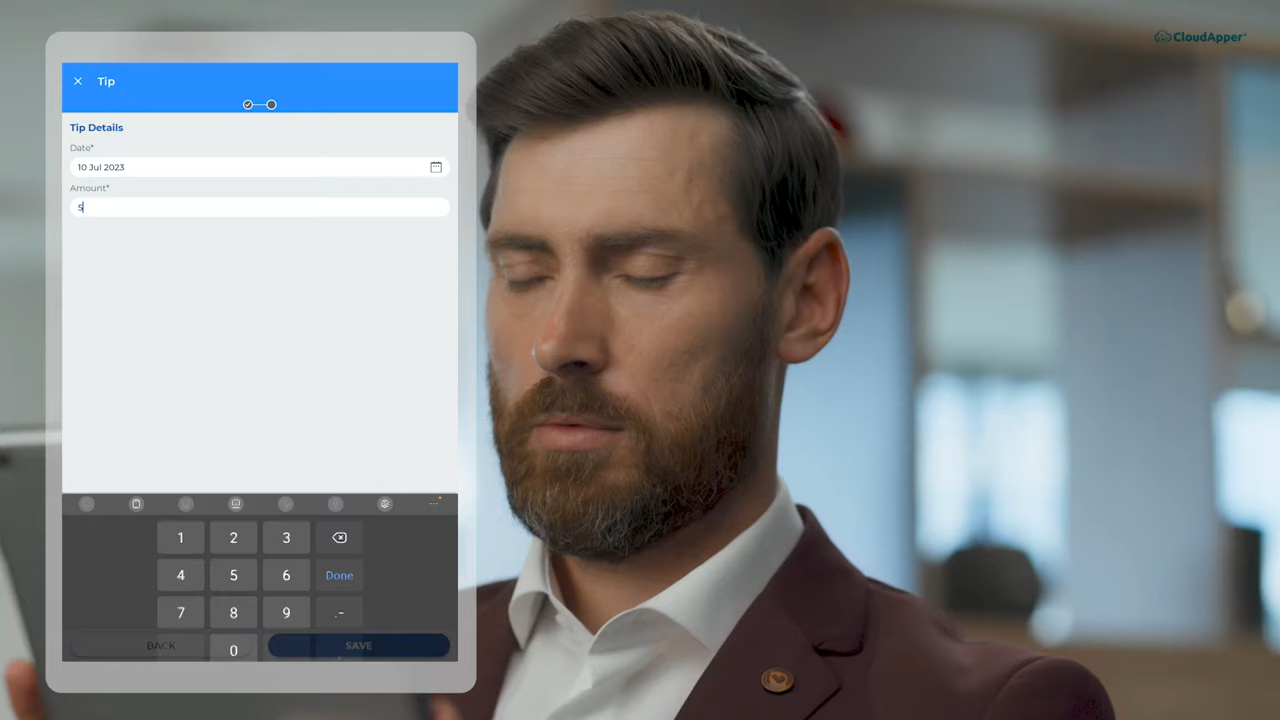 CloudApper
Tip
Tip Details
Date*
10 Jul 2023
Amount*
5
1 2 3
4 5 6 Done
7 8 9 .-
BACK 0 SAVE